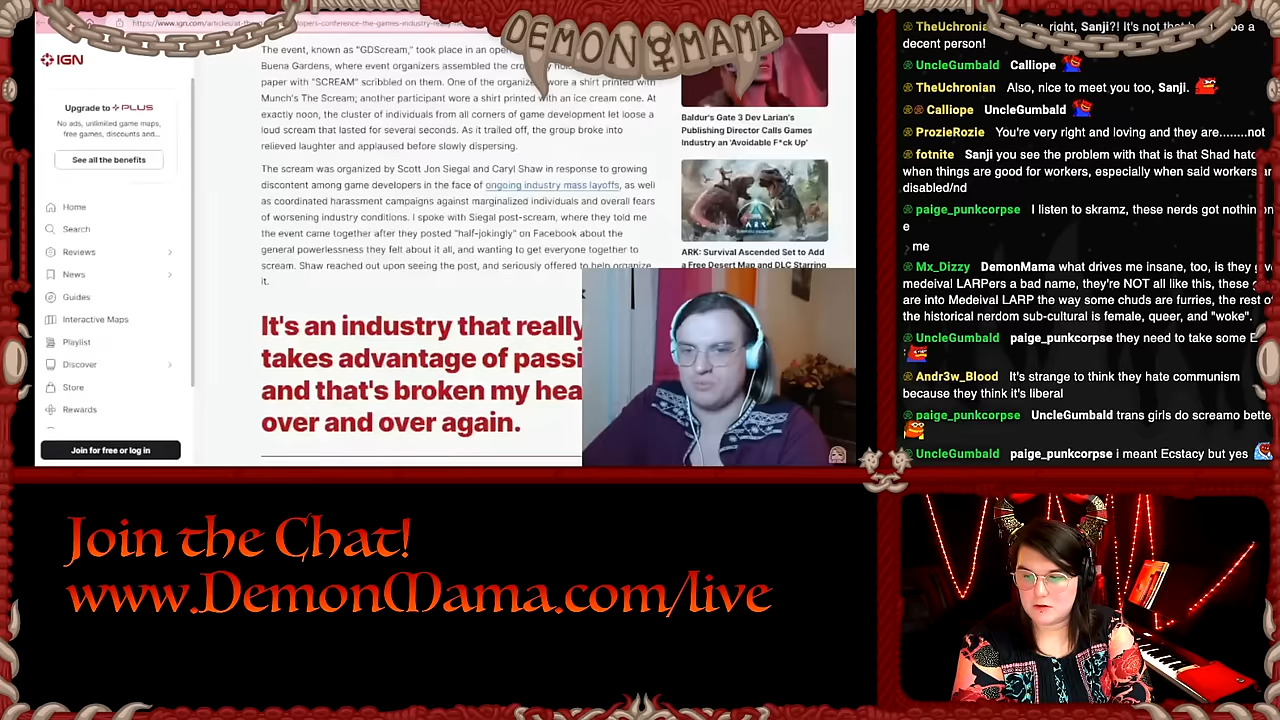 https://www.ign.com/articles/at-the-
opers-conference-the-games-industry-really-
DEMON MAMA
IGN
Upgrade to PLUS
No ads, unlimited game maps,
free games, discounts and...
See all the benefits
Home
Search
Reviews
News
Guides
Interactive Maps
Playlist
Discover
Store
Rewards
Join for free or log in
The event, known as "GDScream," took place in an open
Buena Gardens, where event organizers assembled the
paper with "SCREAM" scribbled on them. One of the organizers wore a shirt printed with
Munch's The Scream; another participant wore a shirt printed with an ice cream cone. At
exactly noon, the cluster of individuals from all corners of game development let loose a
loud scream that lasted for several seconds. As it trailed off, the group broke into
relieved laughter and applauded before slowly dispersing.
The scream was organized by Scott Jon Siegal and Caryl Shaw in response to growing
discontent among game developers in the face of ongoing industry mass layoffs, as well
as coordinated harassment campaigns against marginalized individuals and overall fears
of worsening industry conditions. I spoke with Siegal post-scream, where they told me
the event came together after they posted "half-jokingly" on Facebook about the
general powerlessness they felt about it all, and wanting to get everyone together to
scream. Shaw reached out upon seeing the post, and seriously offered to help organize
it.
It's an industry that really
takes advantage of passi
and that's broken my hea
over and over again.
Baldur's Gate 3 Dev Larian's
Publishing Director Calls Games
Industry an 'Avoidable F*ck Up'
ARK: Survival Ascended Set to Add
a Free Desert Map and DLC Starring
TheUchronia right, Sanji?! It's not be a
decent person!
UncleGumbald Calliope
TheUchronian Also, nice to meet you too, Sanji.
Calliope UncleGumbald
ProzieRozie You're very right and loving and they are........not
fotnite Sanji you see the problem with that is that Shad hate
when things are good for workers, especially when said workers ar
disabled/nd
paige_punkcorpse I listen to skramz, these need got nothin on
e
me
Mx_Dizzy DemonMama what drives me insane, too, is they give
medeival LARPers a bad name, they're NOT all like this, these g
are into Medeival LARP the way some chuds are furries, the rest of
the historical nerdom sub-cultural is female, queer, and "woke".
UncleGumbald paige_punkcorpse they need to take some E
Andr3w_Blood It's strange to think they hate communism
because they think it's liberal
paige_punkcorpse UncleGumbald trans girls do screamo bette
UncleGumbald paige_punkcorpse i meant Ecstacy but yes
Join the Chat!
www.DemonMama.com/live